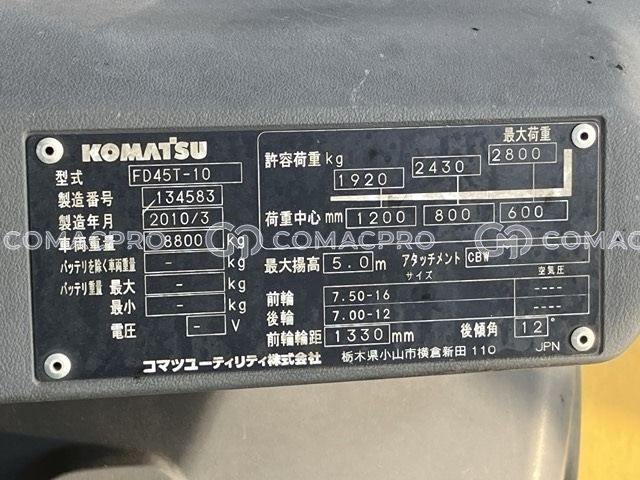 KOMATSU
型式 FD45T-10
製造番号 134583
製造年月 2010/3
車両重量 8800 kg
バッテリを除く車両重量 - kg
バッテリ重量 最大 - kg
最小 - kg
電圧 - V
コマツユーティリティ株式会社
最大荷重
許容荷重 kg 1920 2430 2800
荷重中心 mm 1200 800 600
最大揚高 5.0 m アタッチメント CBW
サイズ 空気圧
前輪 7.50-16 ----
後輪 7.00-12 ----
前輪輪距 1330 mm 後傾角 12°
栃木県小山市横倉新田 110 JPN
COMACPRO COMACPRO COMACPRO